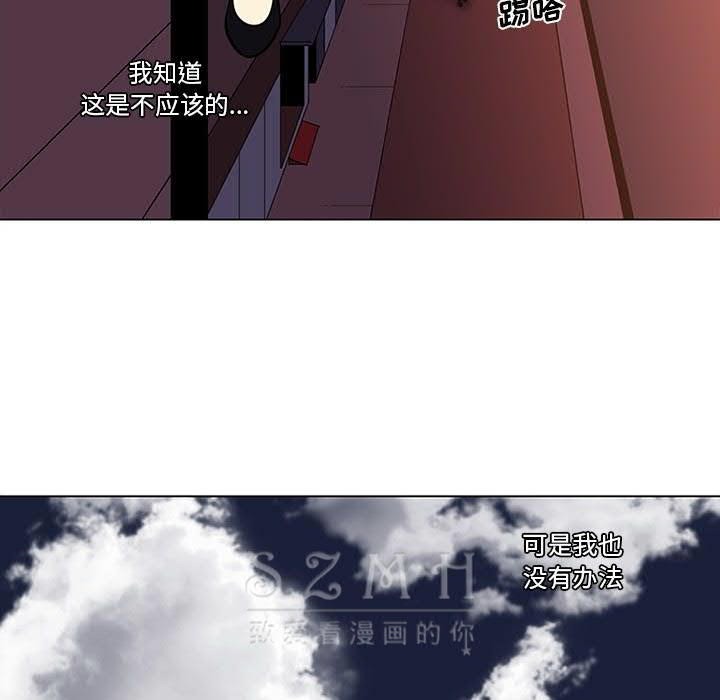 踢哈
我知道
这是不应该的...
可是我也
没有办法
SZMH
致爱看漫画的你